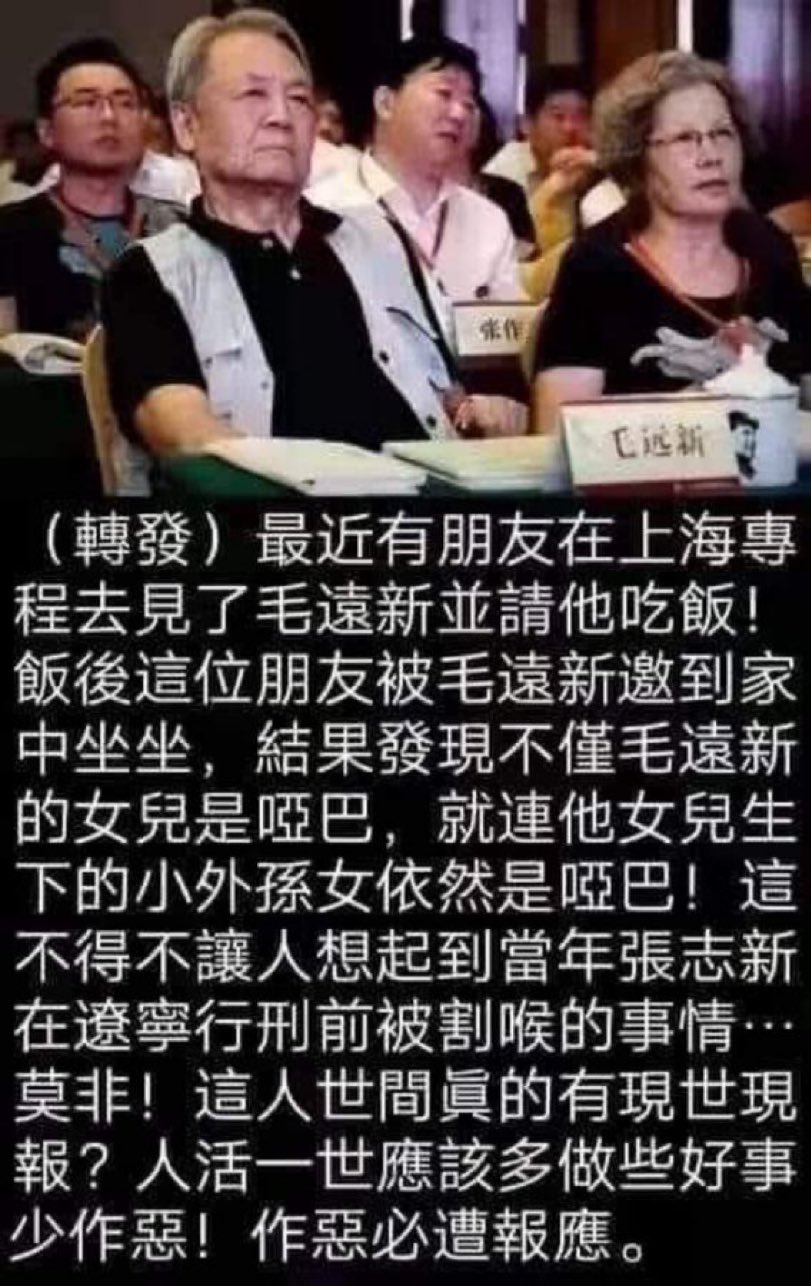 张作
毛远新
（轉發）最近有朋友在上海專
程去見了毛遠新並請他吃飯！
飯後這位朋友被毛遠新邀到家
中坐坐，結果發現不僅毛遠新
的女兒是啞巴，就連他女兒生
下的小外孫女依然是啞巴！這
不得不讓人想起到當年張志新
在遼寧行刑前被割喉的事情…
莫非！這人世間眞的有現世現
報？人活一世應該多做些好事
少作惡！作惡必遭報應。